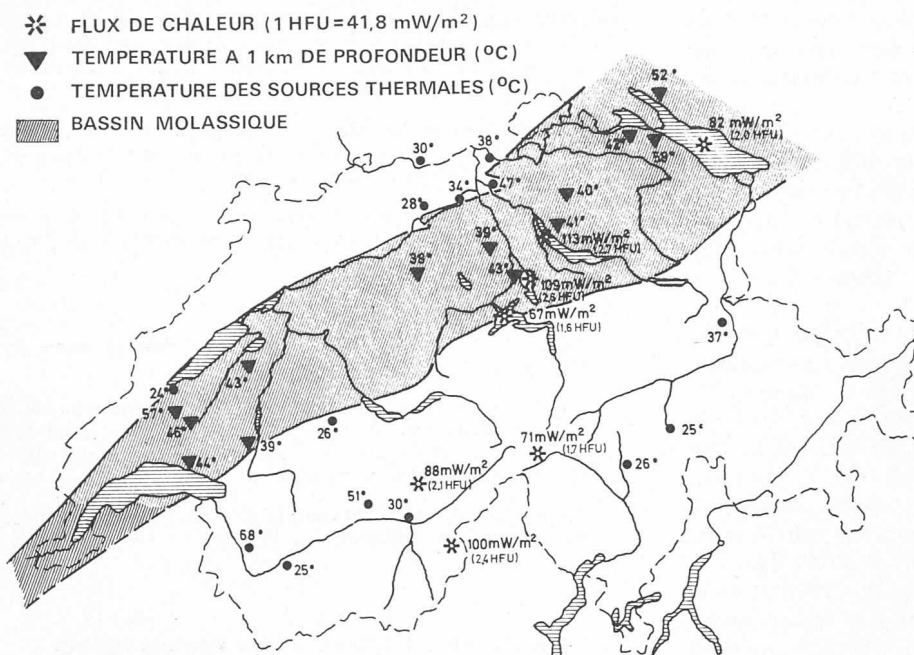 FLUX DE CHALEUR (1 HFU=41,8 mW/m²)
TEMPERATURE A 1 km DE PROFONDEUR (°C)
TEMPERATURE DES SOURCES THERMALES (°C)
BASSIN MOLASSIQUE
52°
82 mW/m²
(2,0 HFU)
42°
59°
38°
30°
47°
34°
28°
40°
41°
113mW/m²
(2,7 HFU)
39°
38°
43°
109mW/m²
(2,6 HFU)
67mW/m²
(1,6 HFU)
37°
43°
24°
57°
46°
26°
39°
44°
25°
71mW/m²
(1,7 HFU)
26°
88mW/m²
(2,1 HFU)
51°
30°
58°
100mW/m²
(2,4 HFU)
25°